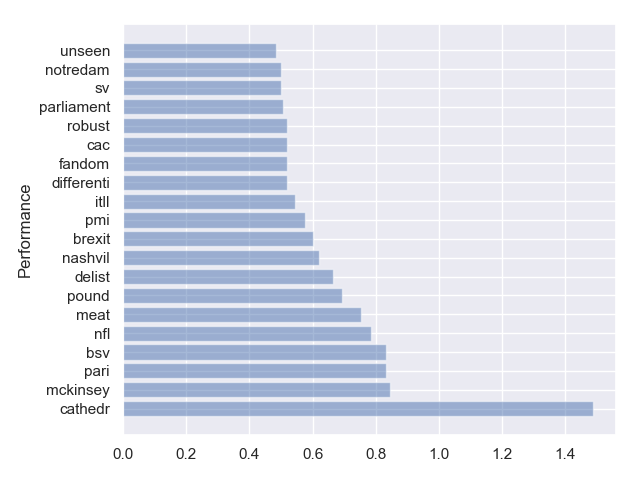 unseen
notredam
sv
parliament
robust
cac
fandom
differenti
itll
pmi
brexit
nashvil
delist
pound
meat
nfl
bsv
pari
mckinsey
cathedr
Performance
0.0 0.2 0.4 0.6 0.8 1.0 1.2 1.4